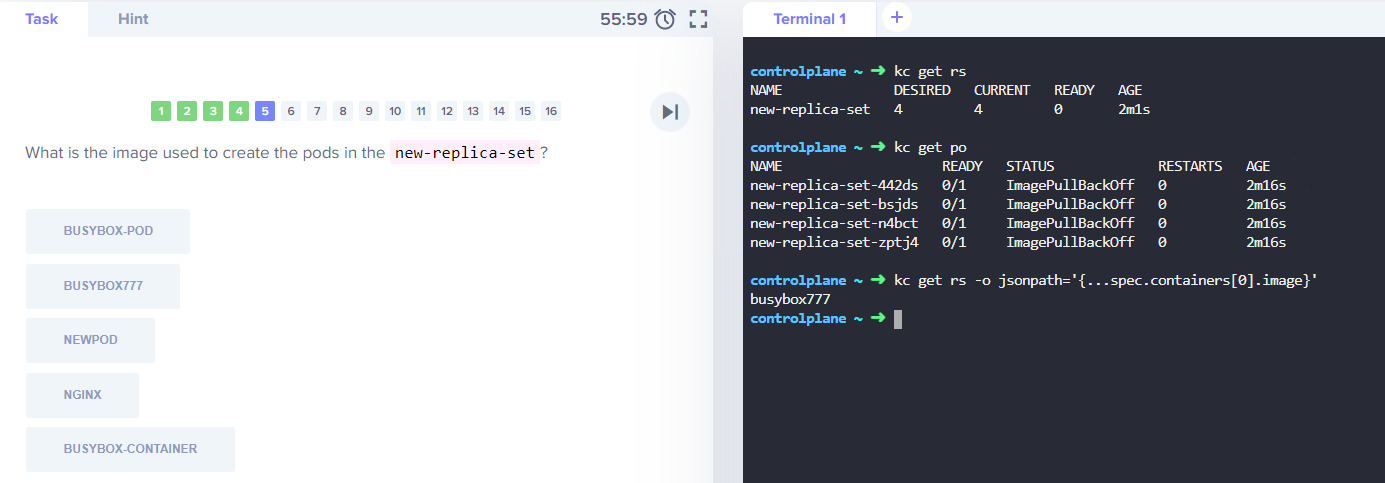 Task Hint 55:59
1 2 3 4 5 6 7 8 9 10 11 12 13 14 15 16
What is the image used to create the pods in the new-replica-set ?
BUSYBOX-POD
BUSYBOX777
NEWPOD
NGINX
BUSYBOX-CONTAINER
Terminal 1 +
controlplane ~ ➜ kc get rs
NAME DESIRED CURRENT READY AGE
new-replica-set 4 4 0 2m1s
controlplane ~ ➜ kc get po
NAME READY STATUS RESTARTS AGE
new-replica-set-442ds 0/1 ImagePullBackOff 0 2m16s
new-replica-set-bsjds 0/1 ImagePullBackOff 0 2m16s
new-replica-set-n4bct 0/1 ImagePullBackOff 0 2m16s
new-replica-set-zptj4 0/1 ImagePullBackOff 0 2m16s
controlplane ~ ➜ kc get rs -o jsonpath='{...spec.containers[0].image}'
busybox777
controlplane ~ ➜